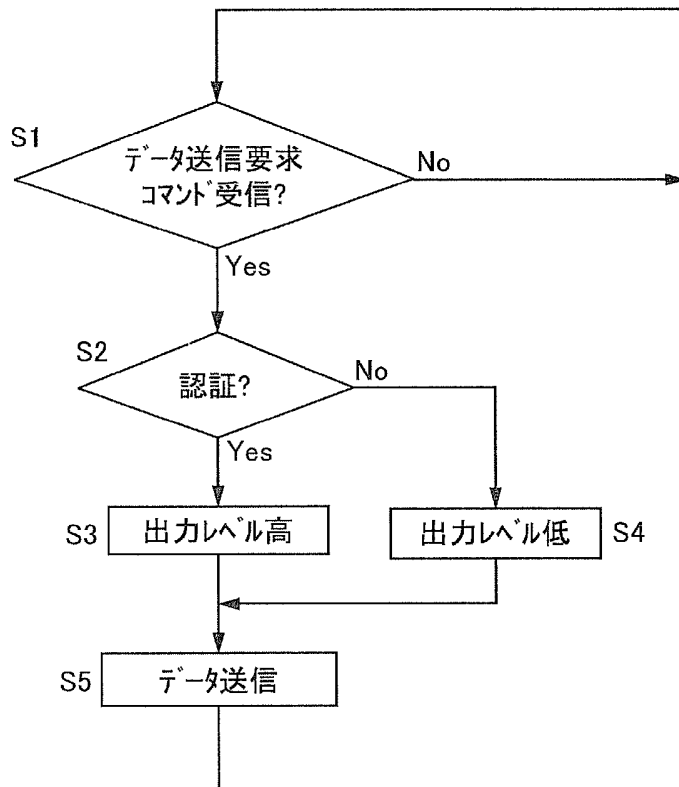 S1
データ送信要求
コマンド受信?
No
Yes
S2
認証?
No
Yes
S3
出力レベル高
出力レベル低
S4
S5
データ送信